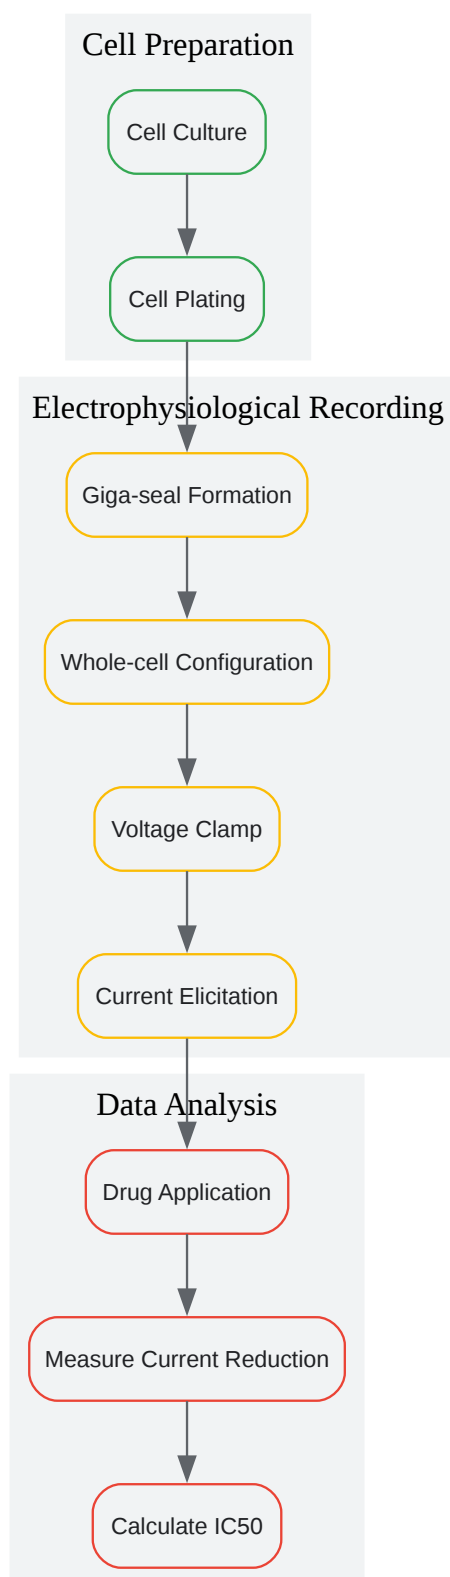 Cell Preparation
Cell Culture
Cell Plating
Electrophysiological Recording
Giga-seal Formation
Whole-cell Configuration
Voltage Clamp
Current Elicitation
Data Analysis
Drug Application
Measure Current Reduction
Calculate IC50